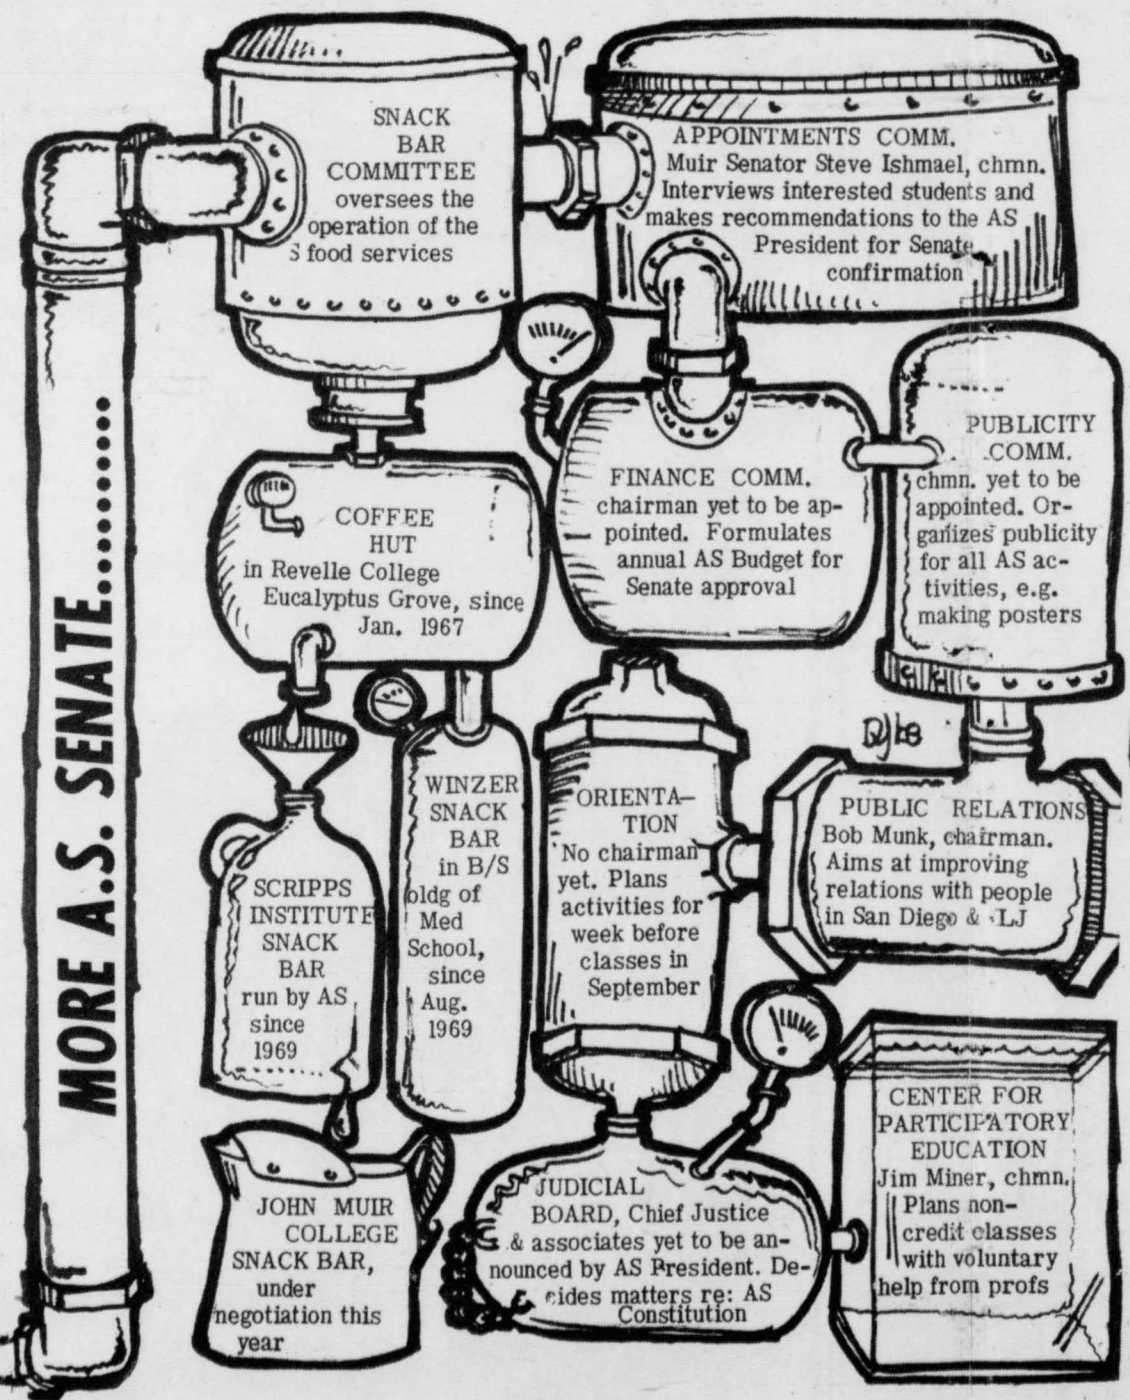 MORE A.S. SENATE..........
SNACK
BAR
COMMITTEE
oversees the
operation of the
S food services
APPOINTMENTS COMM.
Muir Senator Steve Ishmael, chmn.
Interviews interested students and
makes recommendations to the AS
President for Senate
confirmation
COFFEE
HUT
in Revelle College
Eucalyptus Grove, since
Jan. 1967
FINANCE COMM.
chairman yet to be ap-
pointed. Formulates
annual AS Budget for
Senate approval
PUBLICITY
COMM.
chmn. yet to be
appointed. Or-
ganizes publicity
for all AS ac-
tivities, e.g.
making posters
SCRIPPS
INSTITUTE
SNACK
BAR
run by AS
since
1969
WINZER
SNACK
BAR
in B/S
bldg of
Med
School,
since
Aug.
1969
ORIENTA-
TION
No chairman
yet. Plans
activities for
week before
classes in
September
PUBLIC RELATIONS
Bob Munk, chairman.
Aims at improving
relations with people
in San Diego & LJ
JOHN MUIR
COLLEGE
SNACK BAR,
under
negotiation this
year
JUDICIAL
BOARD, Chief Justice
& associates yet to be an-
nounced by AS President. De-
cides matters re: AS
Constitution
CENTER FOR
PARTICIPATORY
EDUCATION
Jim Miner, chmn.
Plans non-
credit classes
with voluntary
help from profs